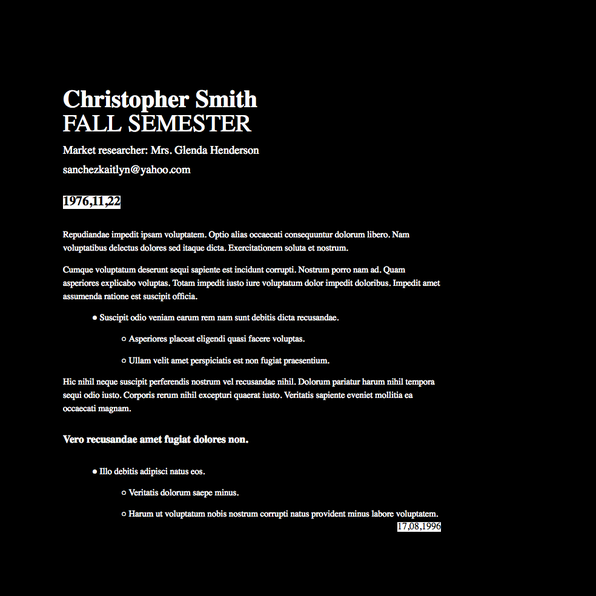 Christopher Smith
FALL SEMESTER
Market researcher: Mrs. Glenda Henderson
sanchezkaitlyn@yahoo.com
1976,11,22
Repudiandae impedit ipsam voluptatem. Optio alias occaecati consequuntur dolorum libero. Nam
voluptatibus delectus dolores sed itaque dicta. Exercitationem soluta et nostrum.
Cumque voluptatum deserunt sequi sapiente est incidunt corrupti. Nostrum porro nam ad. Quam
asperiores explicabo voluptas. Totam impedit iusto iure voluptatum dolor impedit doloribus. Impedit amet
assumenda ratione est suscipit officia.
• Suscipit odio veniam earum rem nam sunt debitis dicta recusandae.
○ Asperiores placeat eligendi quasi facere voluptas.
○ Ullam velit amet perspiciatis est non fugiat praesentium.
Hic nihil neque suscipit perferendis nostrum vel recusandae nihil. Dolorum pariatur harum nihil tempora
sequi odio iusto. Corporis rerum nihil excepturi quaerat iusto. Veritatis sapiente eveniet mollitia ea
occaecati magnam.
Vero recusandae amet fugiat dolores non.
• Illo debitis adipisci natus eos.
○ Veritatis dolorum saepe minus.
○ Harum ut voluptatum nobis nostrum corrupti natus provident minus labore voluptatem.
17,08,1996